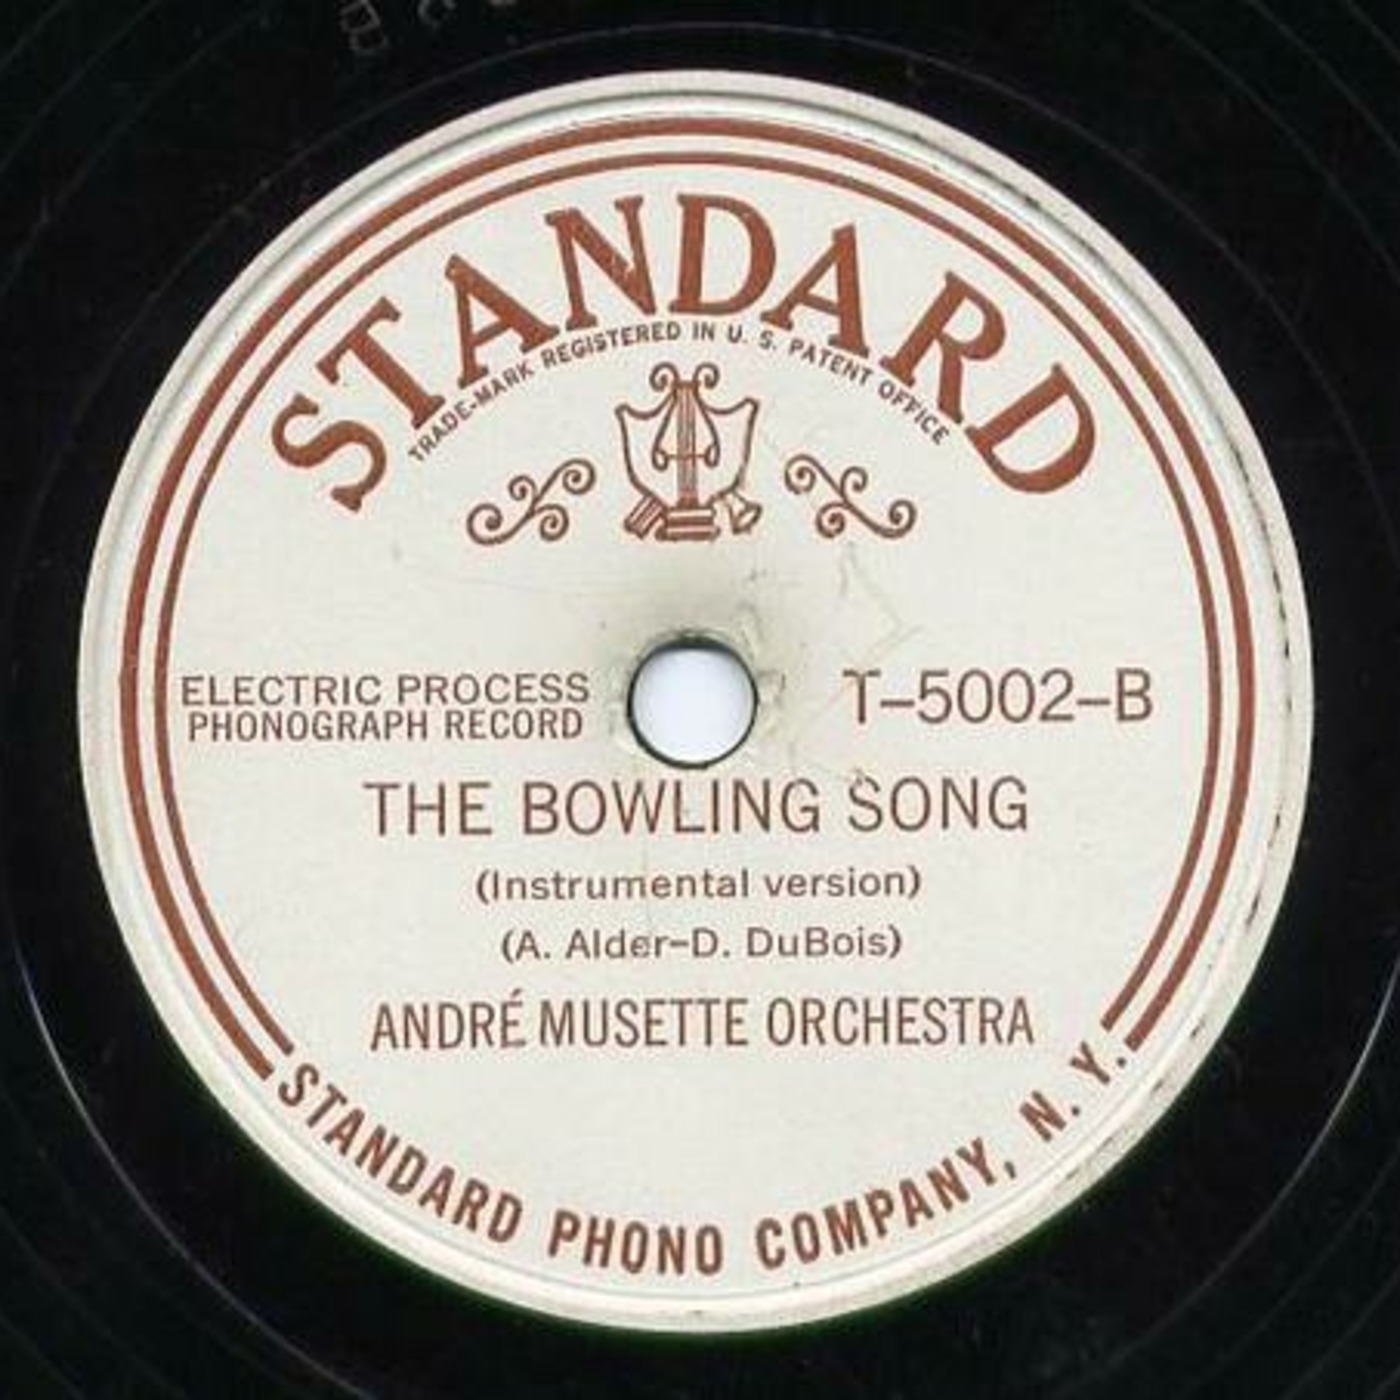 STANDARD
TRADE-MARK REGISTERED IN U. S. PATENT OFFICE
ELECTRIC PROCESS
PHONOGRAPH RECORD
T-5002-B
THE BOWLING SONG
(Instrumental version)
(A. Alder-D. DuBois)
ANDRÉ MUSETTE ORCHESTRA
STANDARD PHONO COMPANY, N. Y.